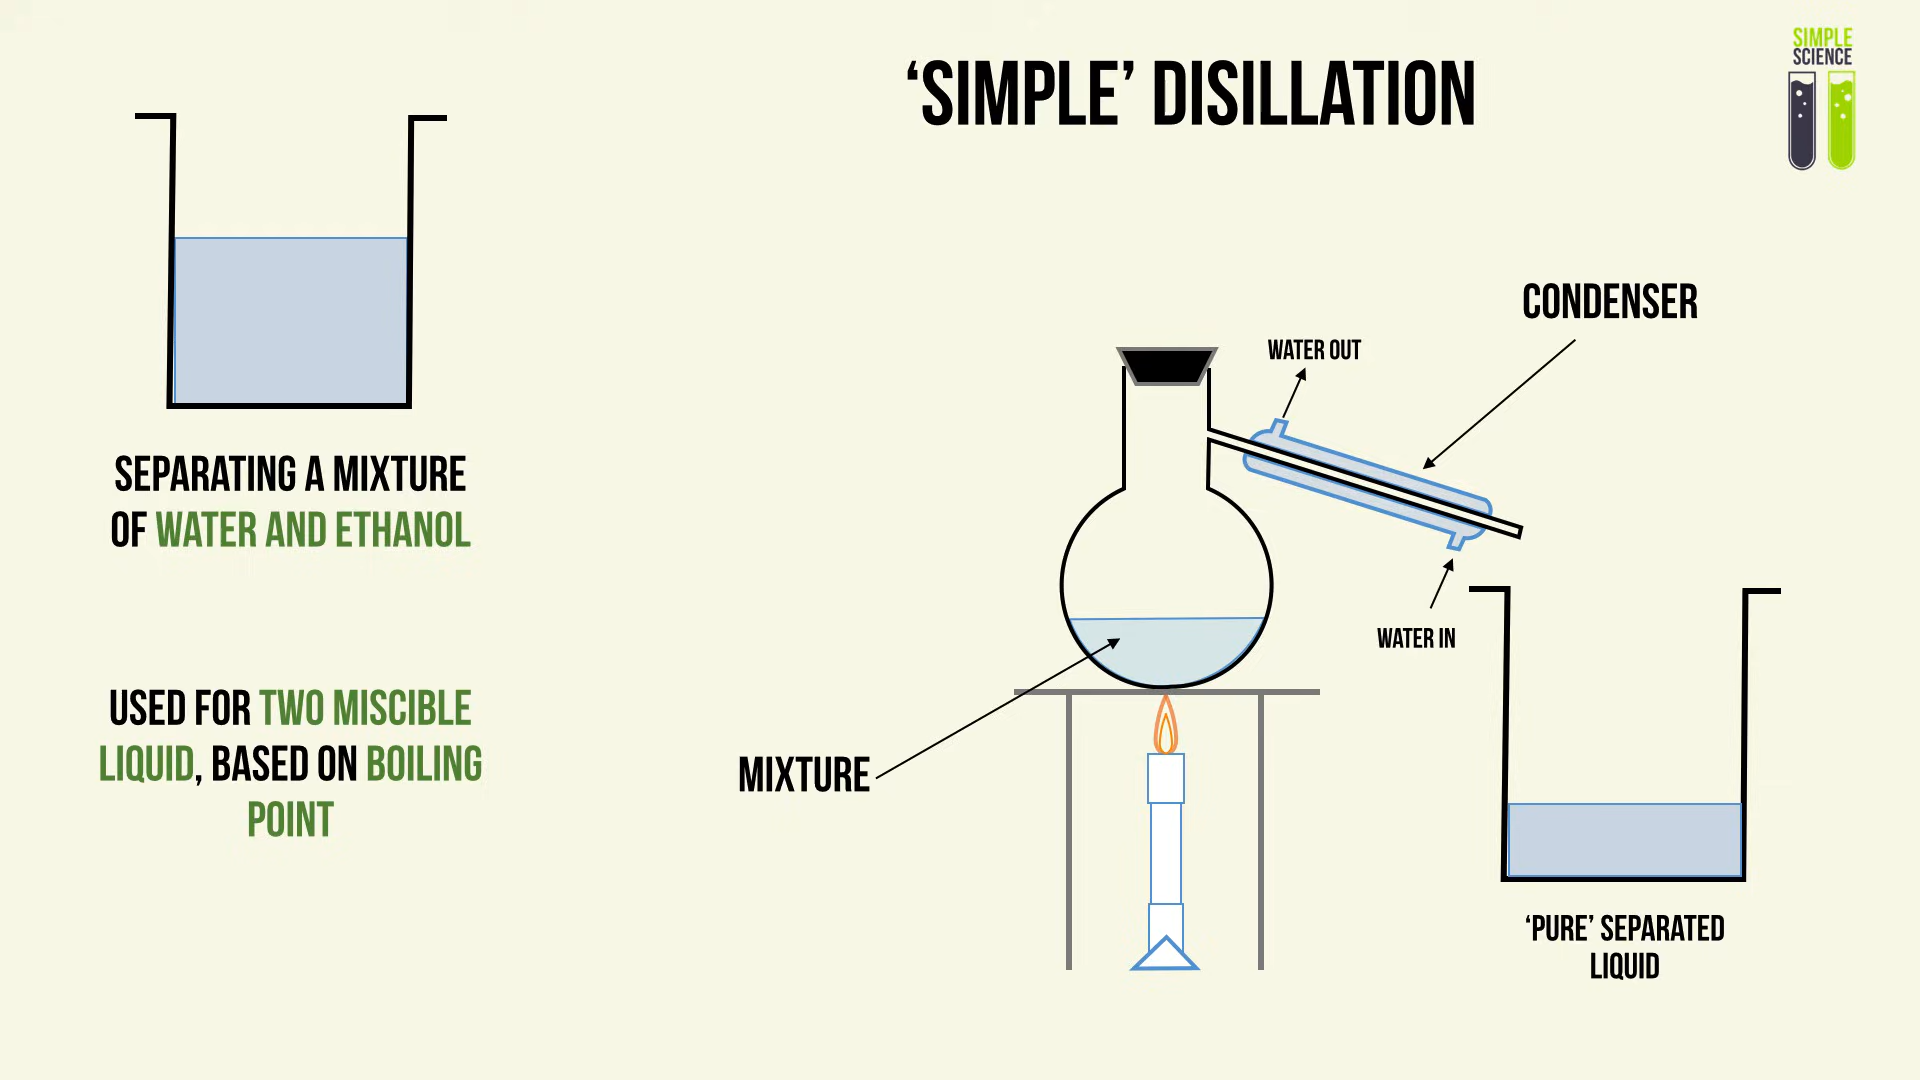 ‘SIMPLE’ DISILLATION
SIMPLE
SCIENCE
SEPARATING A MIXTURE
OF WATER AND ETHANOL
USED FOR TWO MISCIBLE
LIQUID, BASED ON BOILING
POINT
CONDENSER
WATER OUT
WATER IN
MIXTURE
‘PURE’ SEPARATED
LIQUID